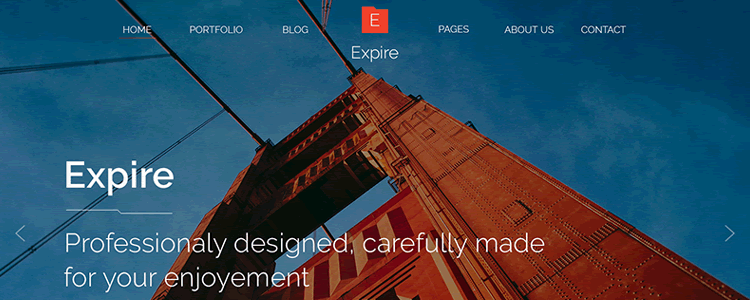 HOME PORTFOLIO BLOG E PAGES ABOUT US CONTACT
Expire
Expire
Professionaly designed, carefully made
for your enjoyement